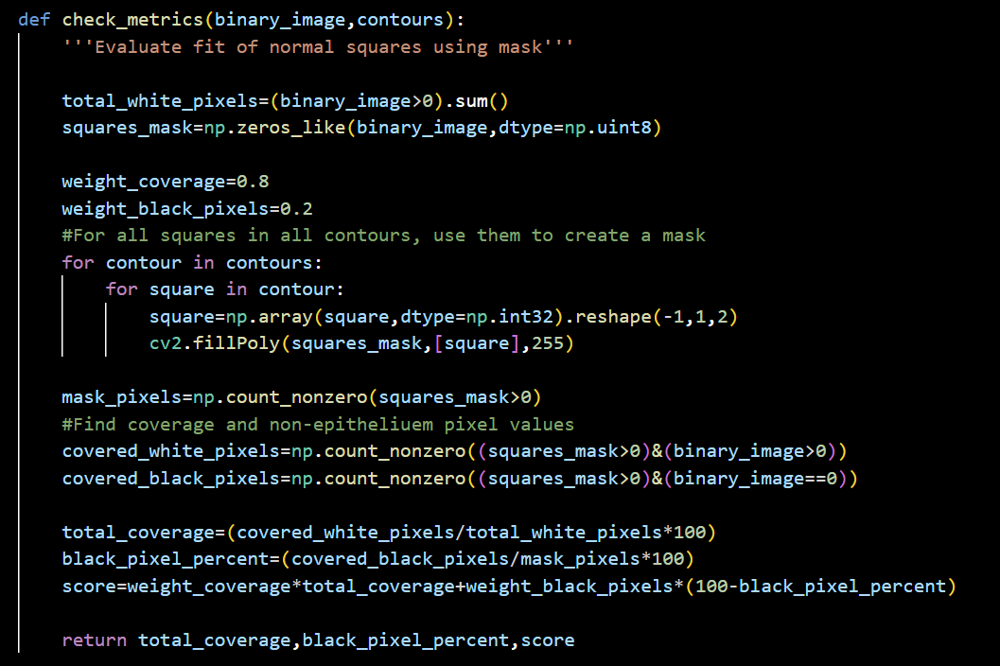 def check_metrics(binary_image,contours):
    '''Evaluate fit of normal squares using mask'''
    total_white_pixels=(binary_image>0).sum()
    squares_mask=np.zeros_like(binary_image,dtype=np.uint8)
    weight_coverage=0.8
    weight_black_pixels=0.2
    #For all squares in all contours, use them to create a mask
    for contour in contours:
        for square in contour:
            square=np.array(square,dtype=np.int32).reshape(-1,1,2)
            cv2.fillPoly(squares_mask,[square],255)
    mask_pixels=np.count_nonzero(squares_mask>0)
    #Find coverage and non-epitheliuem pixel values
    covered_white_pixels=np.count_nonzero((squares_mask>0)&(binary_image>0))
    covered_black_pixels=np.count_nonzero((squares_mask>0)&(binary_image==0))
    total_coverage=(covered_white_pixels/total_white_pixels*100)
    black_pixel_percent=(covered_black_pixels/mask_pixels*100)
    score=weight_coverage*total_coverage+weight_black_pixels*(100-black_pixel_percent)
    return total_coverage,black_pixel_percent,score